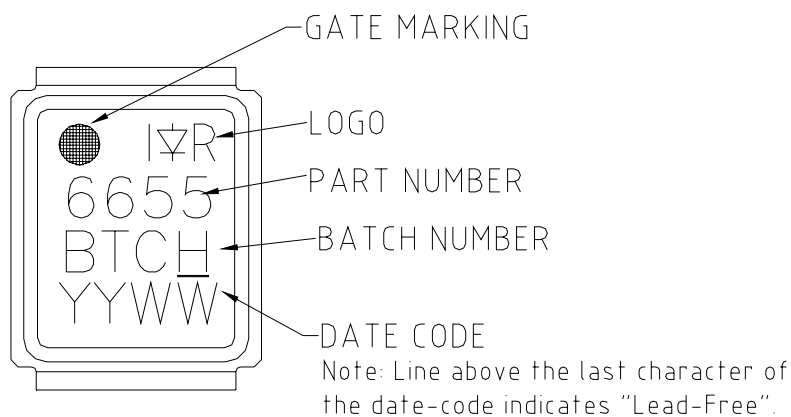 GATE MARKING
IR
LOGO
6655
PART NUMBER
BTCH
BATCH NUMBER
YYWW
DATE CODE
Note: Line above the last character of
the date-code indicates "Lead-Free".